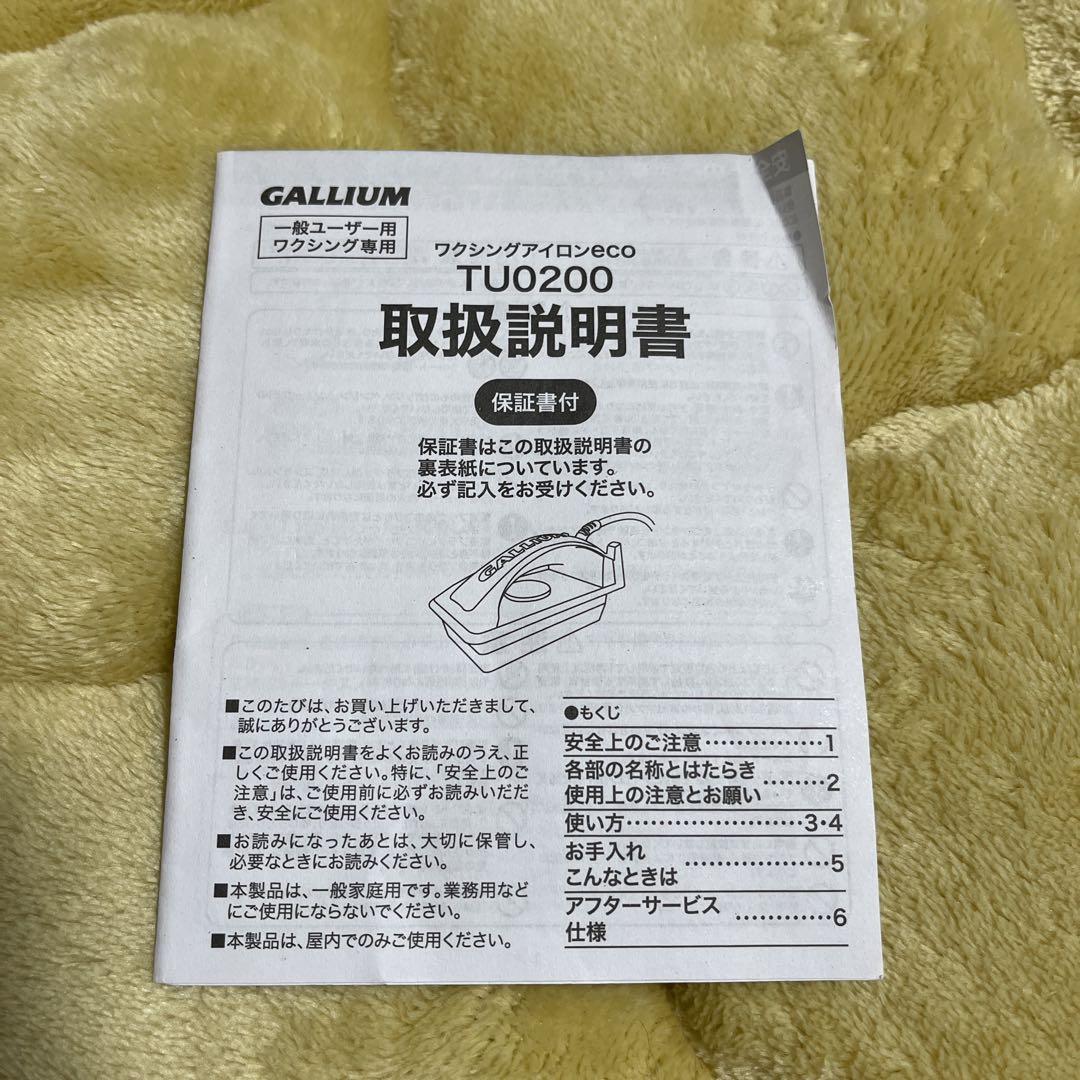 GALLIUM
一般ユーザー用
ワクシング専用
ワクシングアイロンeco
TU0200
取扱説明書
保証書付
保証書はこの取扱説明書の
裏表紙についています。
必ず記入をお受けください。
GALLIUM
■このたびは、お買い上げいただきまして、
誠にありがとうございます。
■この取扱説明書をよくお読みのうえ、正
しくご使用ください。特に、「安全上のご
注意」は、ご使用前に必ずお読みいただ
き、安全にご使用ください。
■お読みになったあとは、大切に保管し、
必要なときにお読みください。
■本製品は、一般家庭用です。業務用など
にご使用にならないでください。
■本製品は、屋内でのみご使用ください。
●もくじ
安全上のご注意……………1
各部の名称とはたらき
使用上の注意とお願い………2
使い方……………………3・4
お手入れ
こんなときは………………5
アフターサービス
仕様…………6